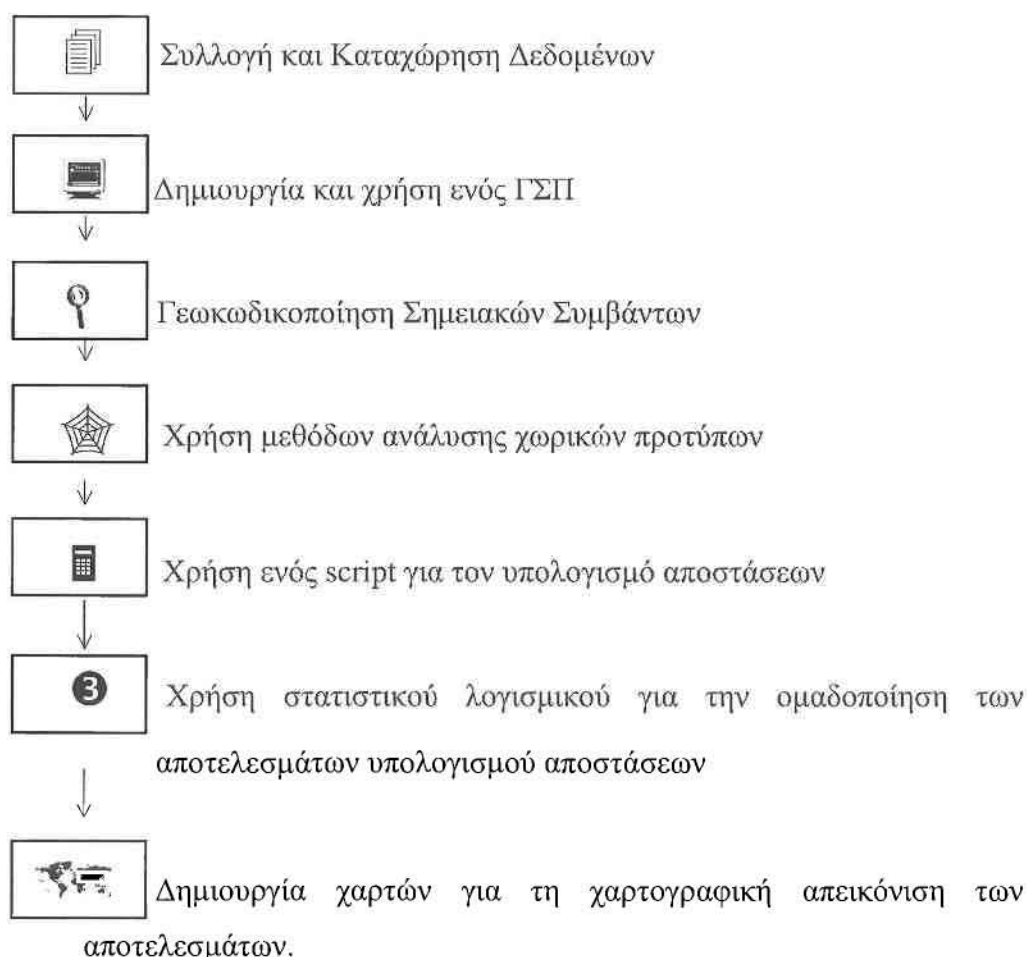 Συλλογή και Καταχώρηση Δεδομένων
Δημιουργία και χρήση ενός ΓΣΠ
Γεωκωδικοποίηση Σημειακών Συμβάντων
Χρήση μεθόδων ανάλυσης χωρικών προτύπων
Χρήση ενός script για τον υπολογισμό αποστάσεων
3
Χρήση στατιστικού λογισμικού για την ομαδοποίηση των
αποτελεσμάτων υπολογισμού αποστάσεων
Δημιουργία χαρτών για τη χαρτογραφική απεικόνιση των
αποτελεσμάτων.